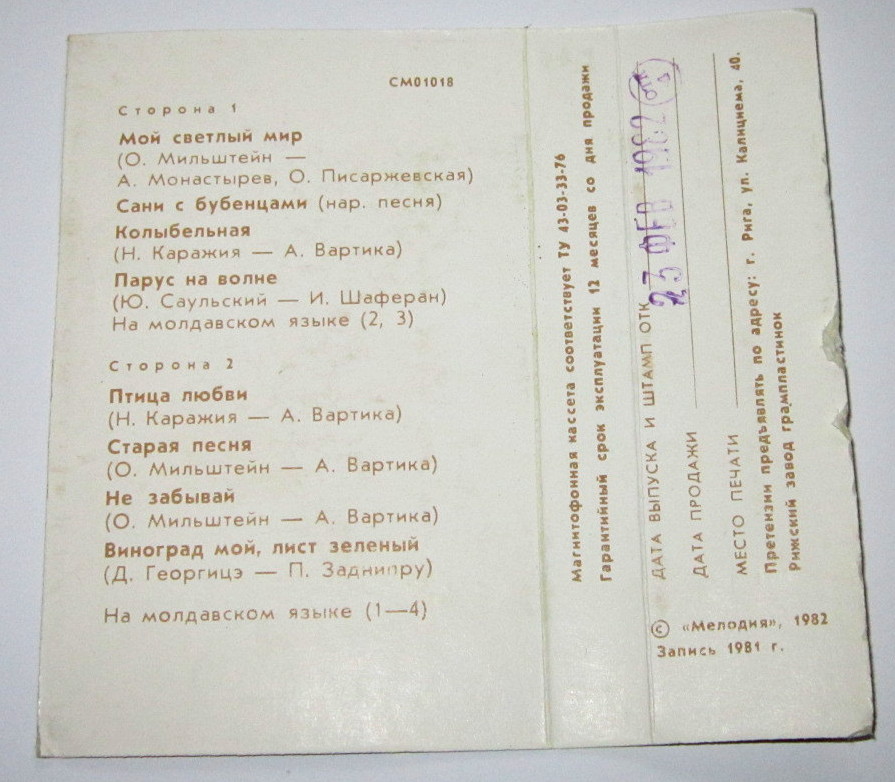 СМ01018
Сторона 1
Мой светлый мир
(О. Мильштейн —
А. Монастырев, О. Писаржевская)
Сани с бубенцами (нар. песня)
Колыбельная
(Н. Каражия — А. Вартика)
Парус на волне
(Ю. Саульский — И. Шаферан)
На молдавском языке (2, 3)
Сторона 2
Птица любви
(Н. Каражия — А. Вартика)
Старая песня
(О. Мильштейн — А. Вартика)
Не забывай
(О. Мильштейн — А. Вартика)
Виноград мой, лист зеленый
(Д. Георгицэ — П. Заднипру)
На молдавском языке (1—4)
Магнитофонная кассета соответствует ТУ 43-03-33-76
Гарантийный срок эксплуатации 12 месяцев со дня продажи
ДАТА ВЫПУСКА И ШТАМП ОТК 23 ФЕВ 1982 ОТК
ДАТА ПРОДАЖИ
МЕСТО ПЕЧАТИ
Претензии предъявлять по адресу: г. Рига, ул. Калнциема, 40.
Рижский завод грампластинок
© «Мелодия», 1982
Запись 1981 г.